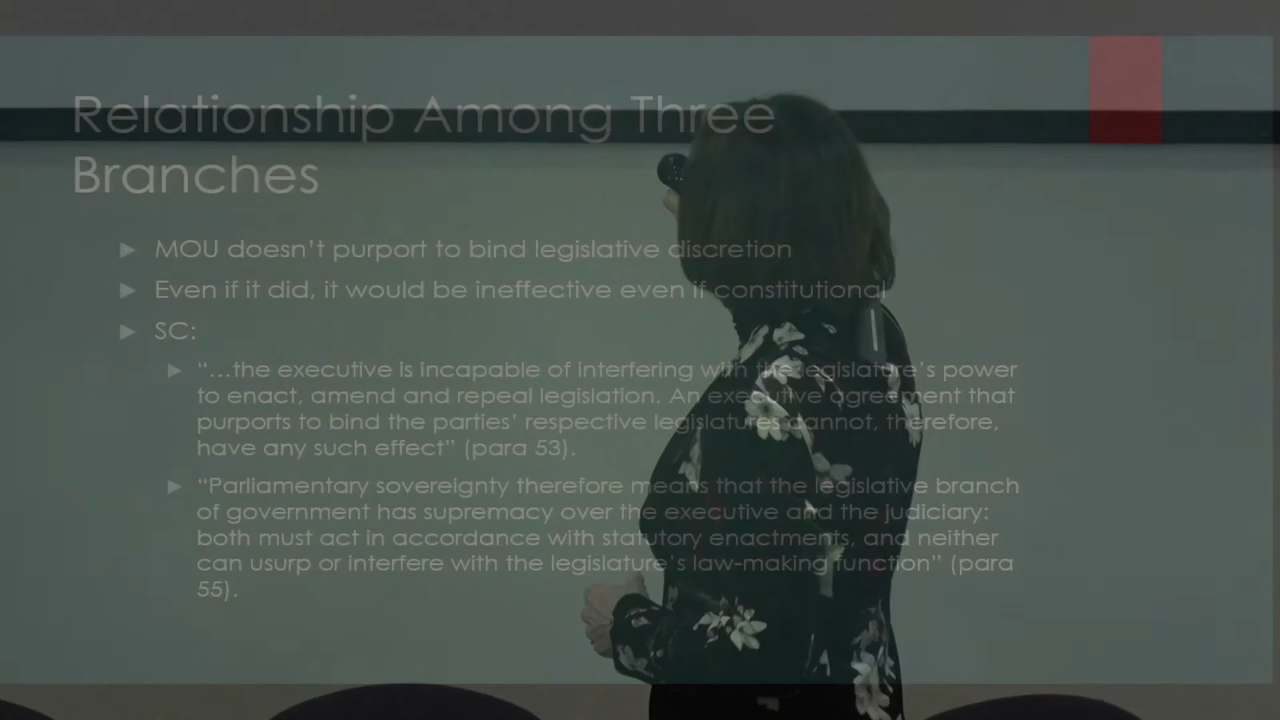 Relationship Among Three
Branches
MOU doesn't purport to bind legislative discretion
Even if it did, it would be ineffective even if constitutional
SC:
"…the executive is incapable of interfering with the legislature's power
to enact, amend and repeal legislation. An executive agreement that
purports to bind the parties' respective legislatures cannot, therefore,
have any such effect" (para 53).
"Parliamentary sovereignty therefore means that the legislative branch
of government has supremacy over the executive and the judiciary:
both must act in accordance with statutory enactments, and neither
can usurp or interfere with the legislature's law-making function" (para
55).